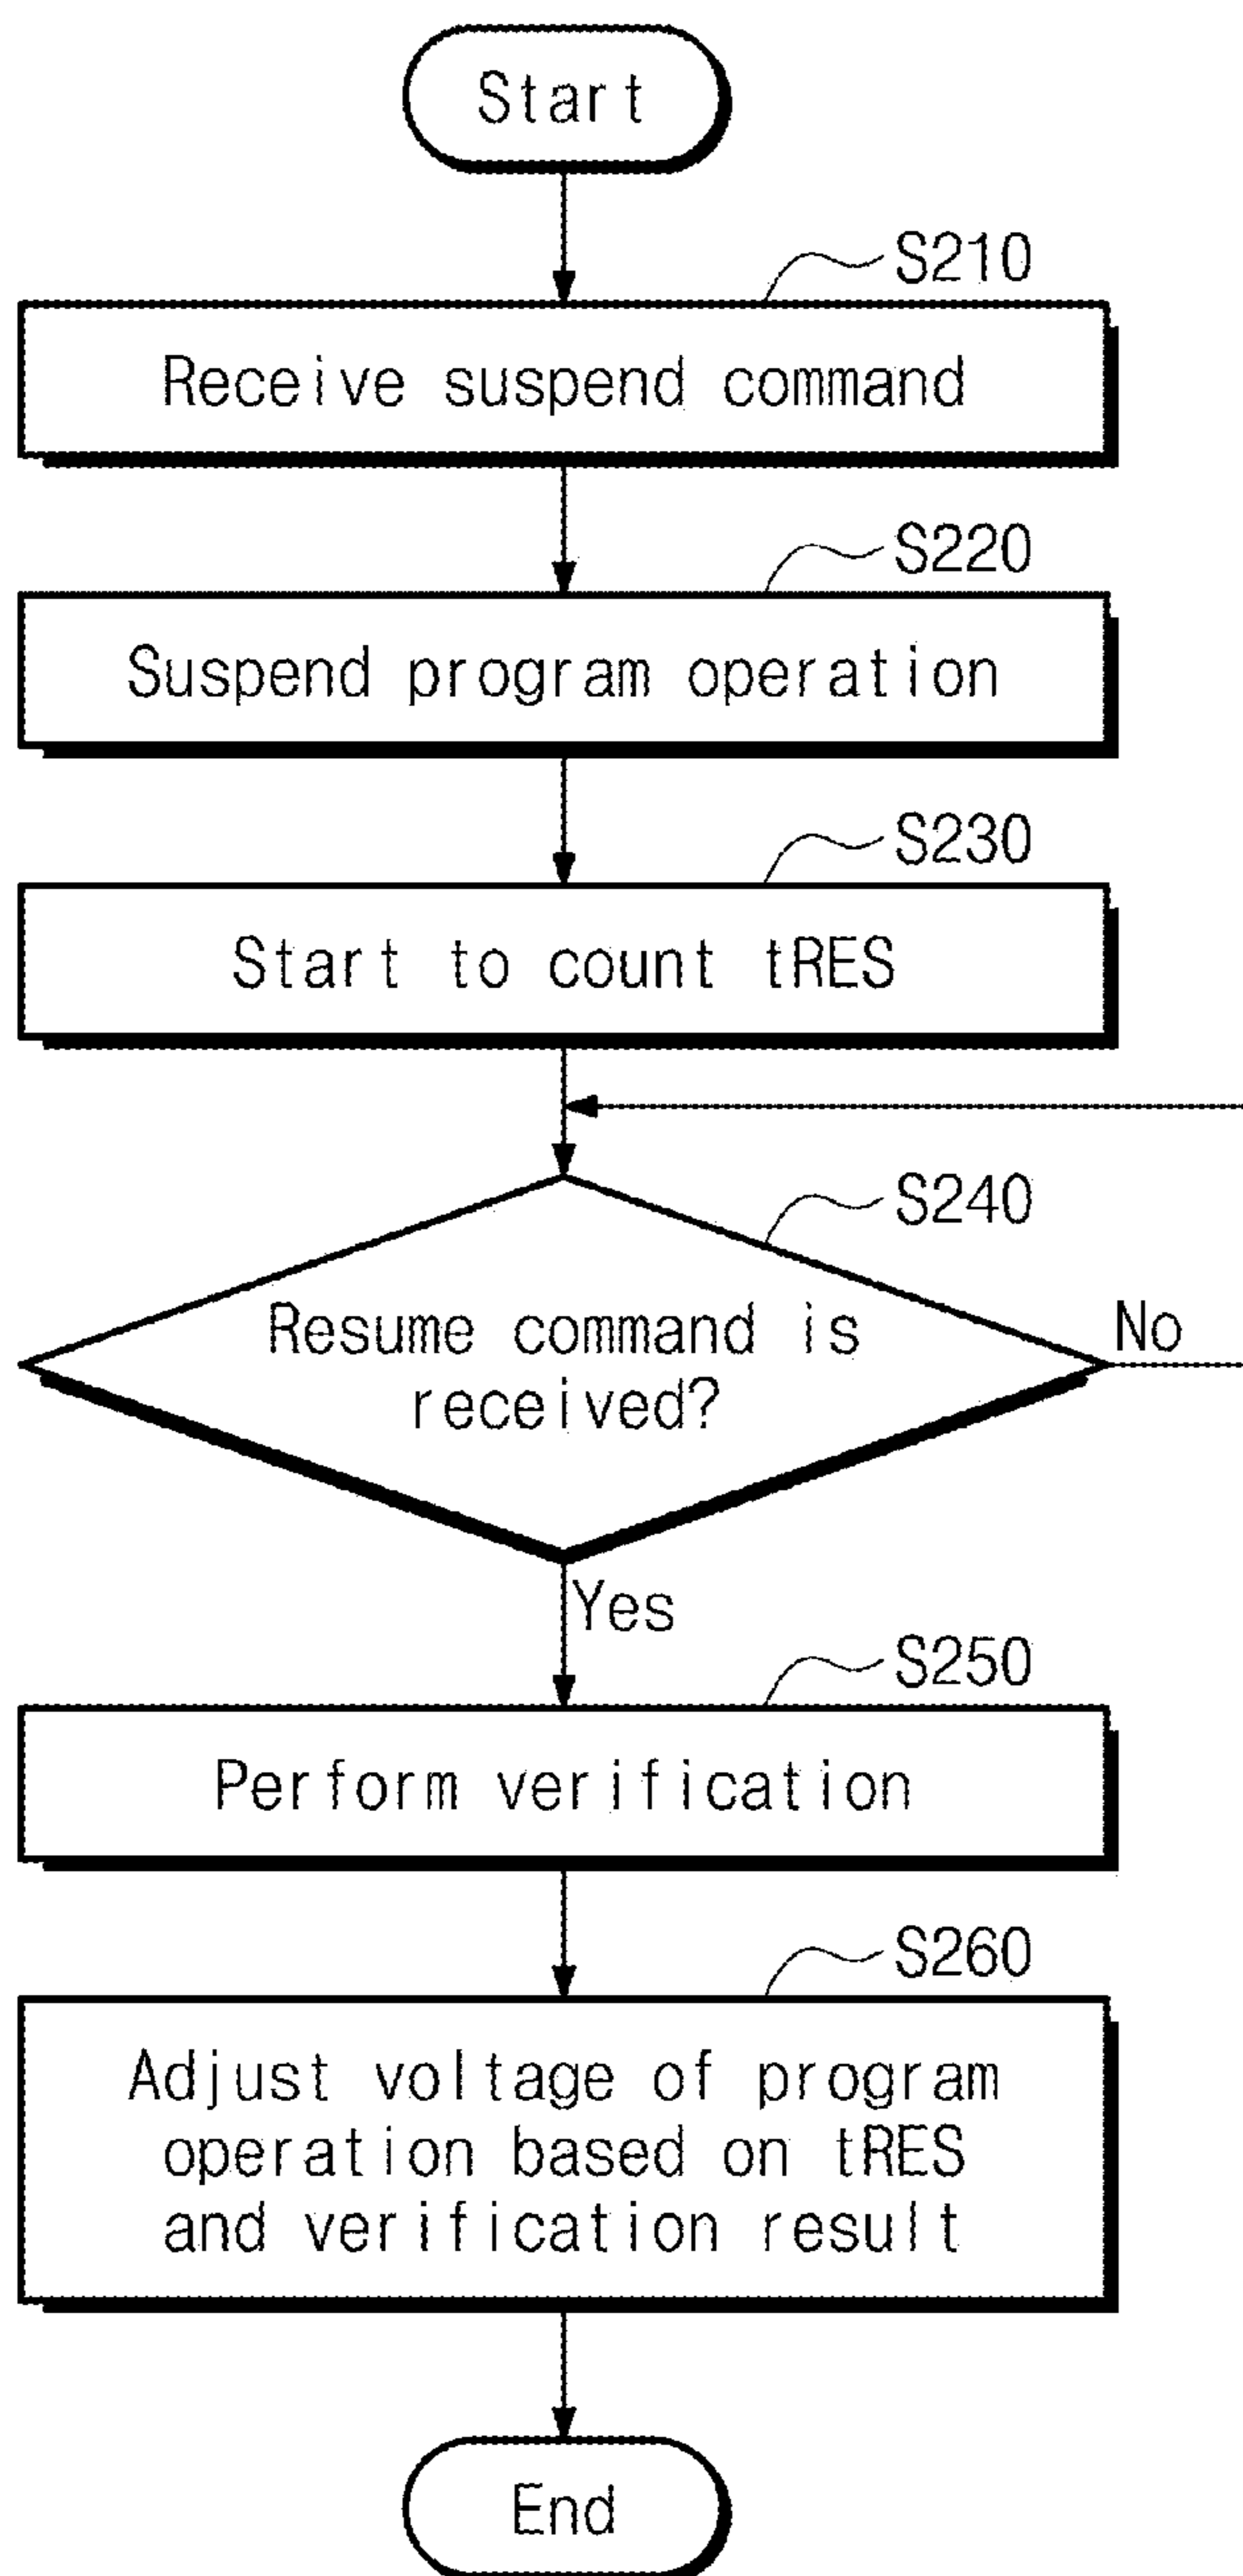 Start
S210
Receive suspend command
S220
Suspend program operation
S230
Start to count tRES
S240
Resume command is
received?
No
Yes
S250
Perform verification
S260
Adjust voltage of program
operation based on tRES
and verification result
End